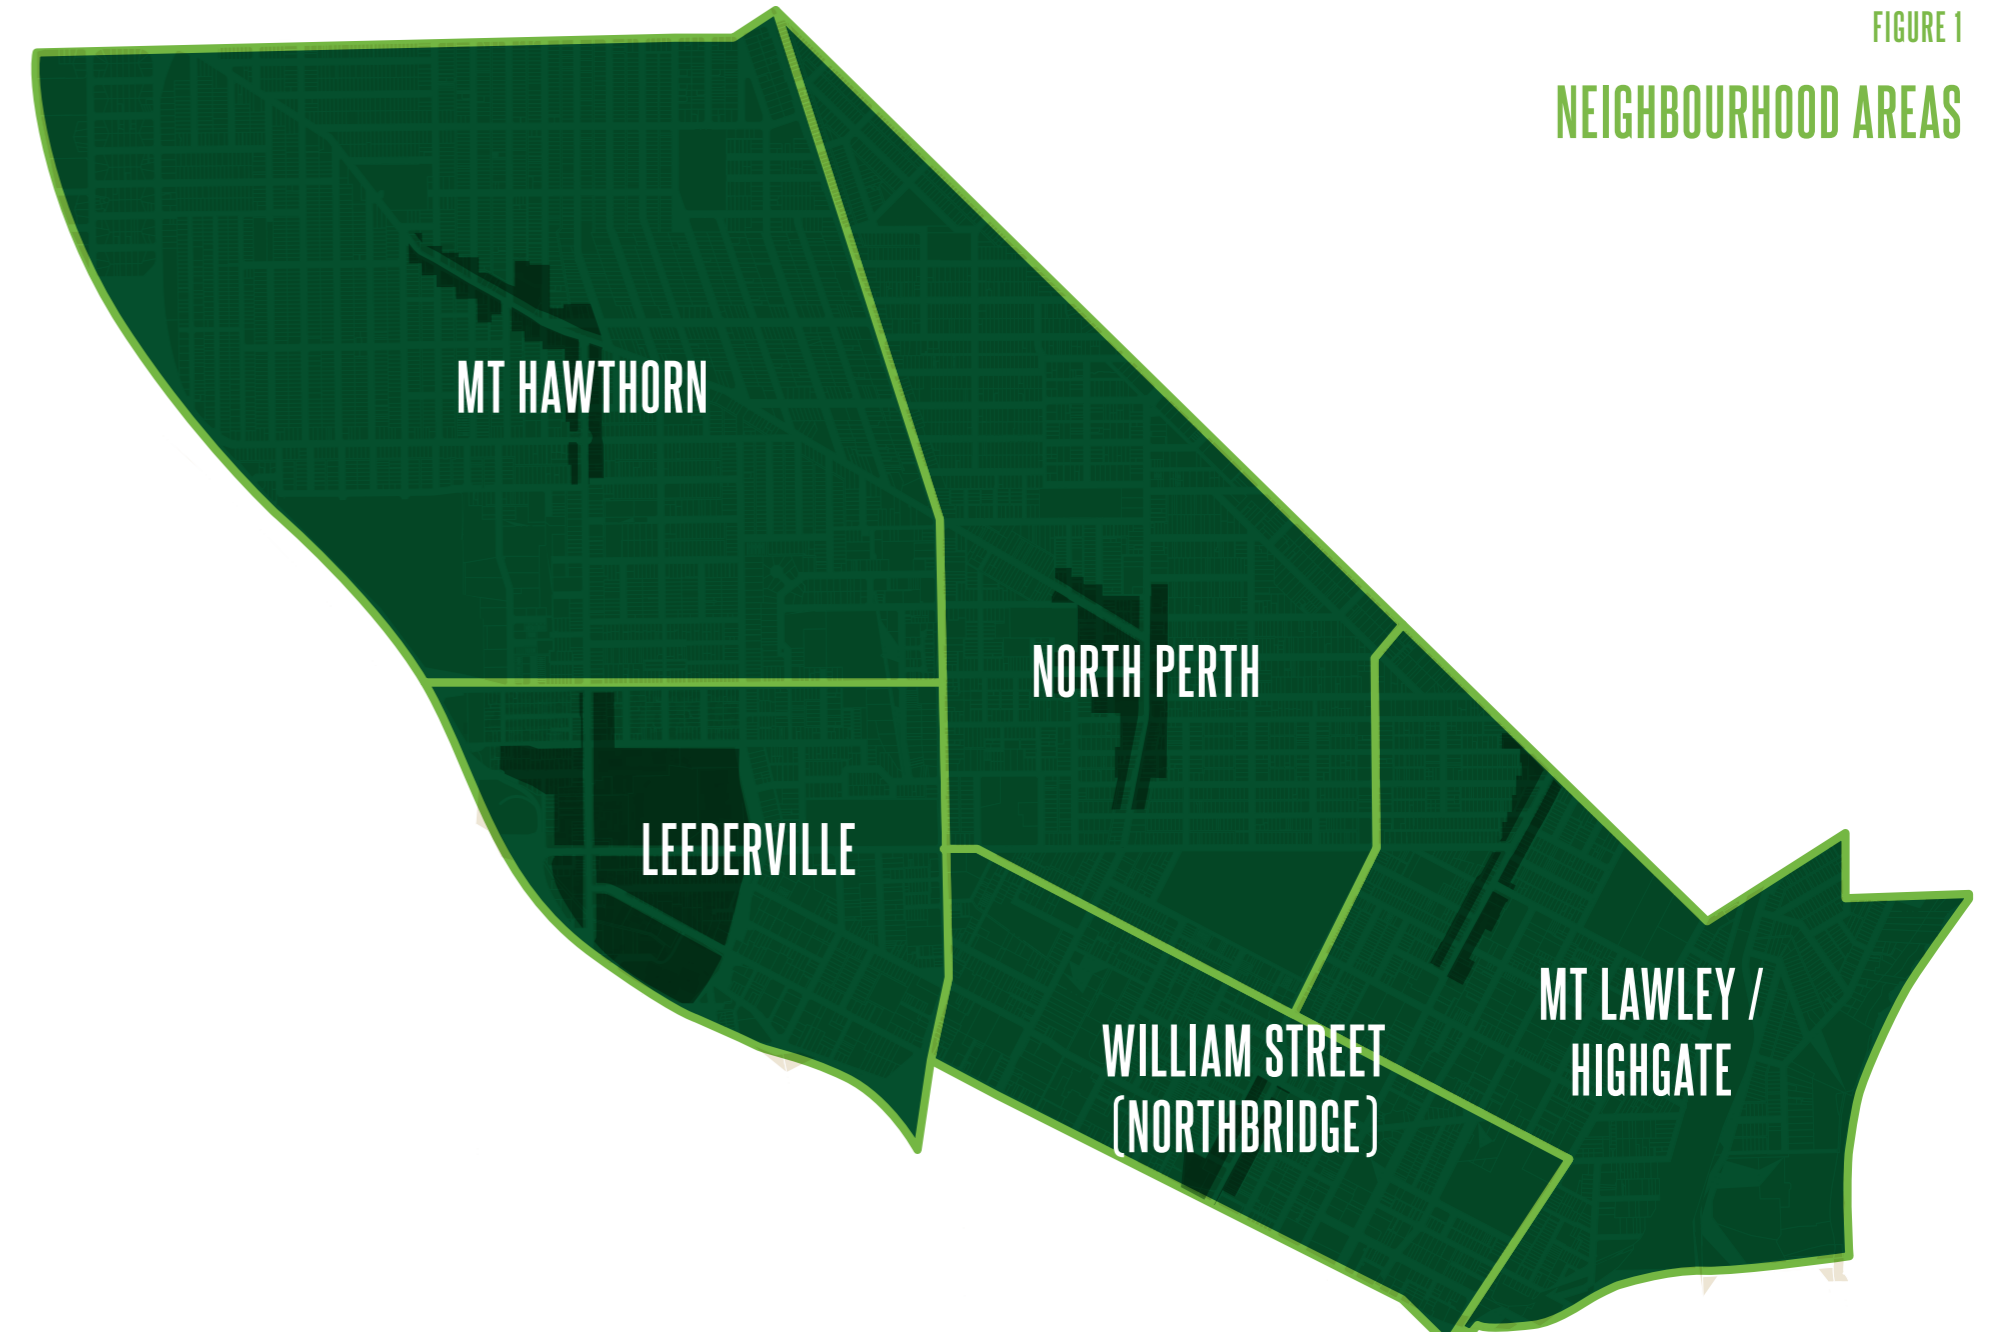 FIGURE 1
NEIGHBOURHOOD AREAS
MT HAWTHORN
NORTH PERTH
LEEDERVILLE
MT LAWLEY /
HIGHGATE
WILLIAM STREET
(NORTHBRIDGE)